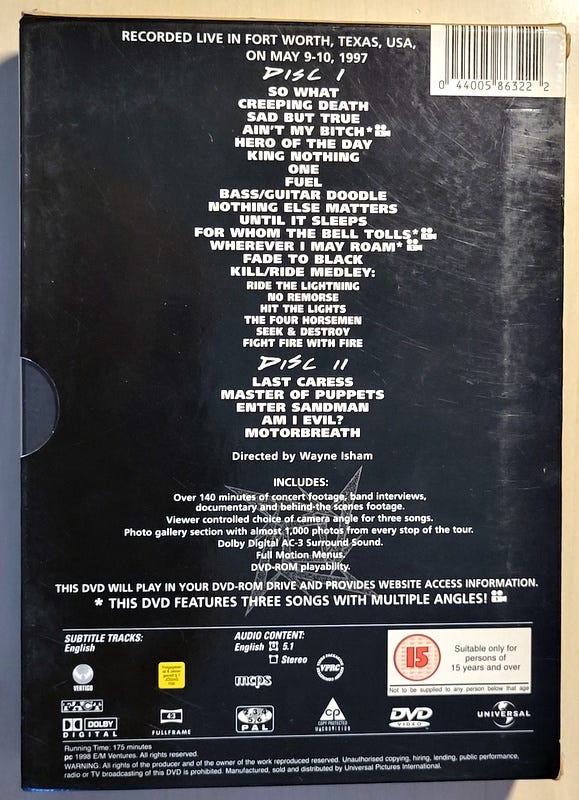 RECORDED LIVE IN FORT WORTH, TEXAS, USA,
ON MAY 9-10, 1997
0 44005 86322 2
DISC I
SO WHAT
CREEPING DEATH
SAD BUT TRUE
AIN'T MY BITCH*
HERO OF THE DAY
KING NOTHING
ONE
FUEL
BASS/GUITAR DOODLE
NOTHING ELSE MATTERS
UNTIL IT SLEEPS
FOR WHOM THE BELL TOLLS*
WHEREVER I MAY ROAM*
FADE TO BLACK
KILL/RIDE MEDLEY:
RIDE THE LIGHTNING
NO REMORSE
HIT THE LIGHTS
THE FOUR HORSEMEN
SEEK & DESTROY
FIGHT FIRE WITH FIRE
DISC II
LAST CARESS
MASTER OF PUPPETS
ENTER SANDMAN
AM I EVIL?
MOTORBREATH
Directed by Wayne Isham
INCLUDES:
Over 140 minutes of concert footage, band interviews,
documentary and behind-the-scenes footage.
Viewer controlled choice of camera angle for three songs.
Photo gallery section with almost 1,000 photos from every stop of the tour.
Dolby Digital AC-3 Surround Sound.
Full Motion Menus.
DVD-ROM playability.
THIS DVD WILL PLAY IN YOUR DVD-ROM DRIVE AND PROVIDES WEBSITE ACCESS INFORMATION.
* THIS DVD FEATURES THREE SONGS WITH MULTIPLE ANGLES!
SUBTITLE TRACKS:
English
AUDIO CONTENT:
English 5.1
Stereo
15
Suitable only for
persons of
15 years and over
Not to be supplied to any person below that age
VERTIGO
mcps
VPRC
DOLBY
DIGITAL
4:3
FULLFRAME
PAL
CP
COPY PROTECTED
MACROVISION
DVD
VIDEO
UNIVERSAL
Running Time: 175 minutes
pc 1998 E/M Ventures. All rights reserved.
WARNING: All rights of the producer and of the owner of the work reproduced reserved. Unauthorised copying, hiring, lending, public performance,
radio or TV broadcasting of this DVD is prohibited. Manufactured, sold and distributed by Universal Pictures International.